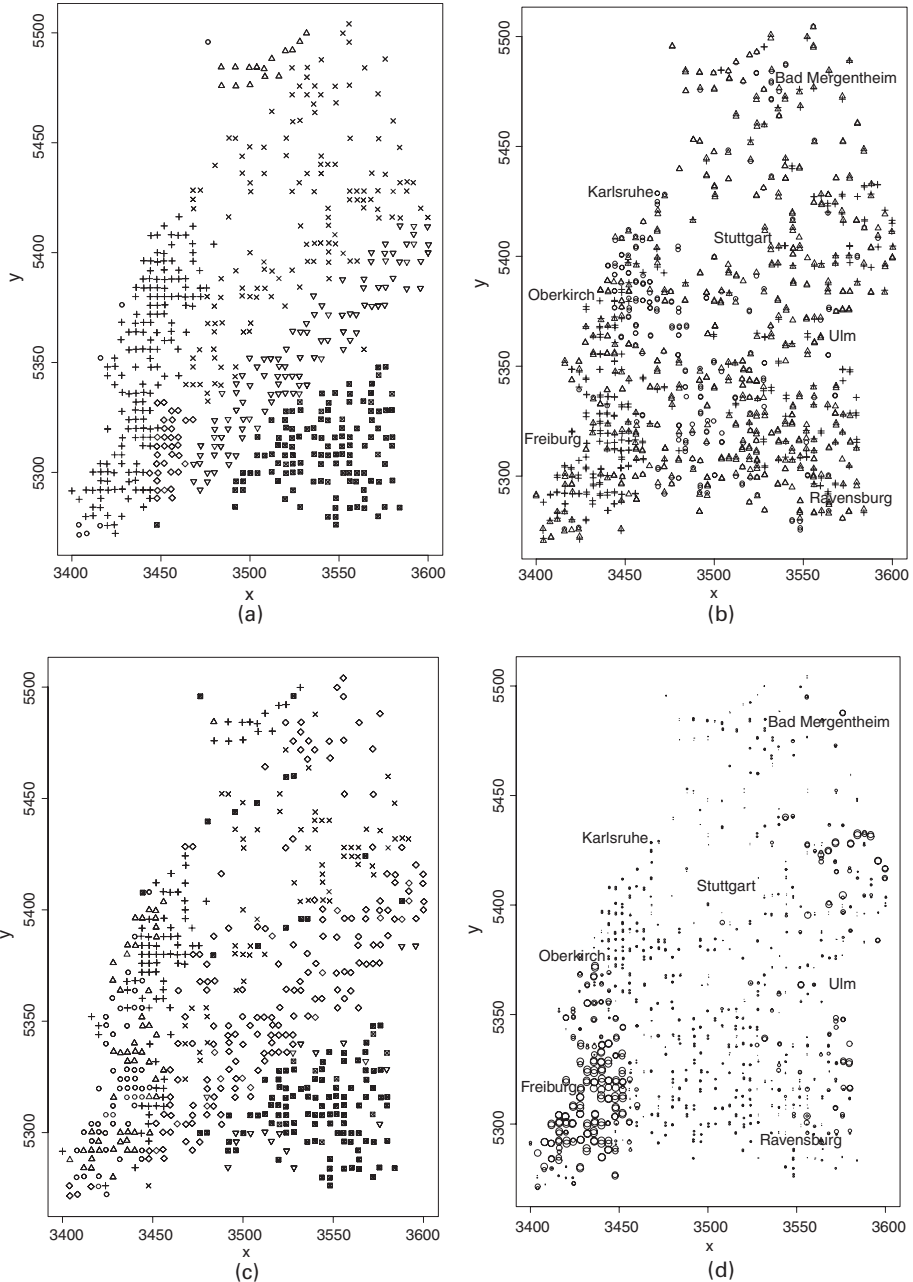 5500
5450
5400
5350
5300
y
3400 3450 3500 3550 3600
x
(a)
5500
5450
5400
5350
5300
y
Bad Mergentheim
Karlsruhe
Stuttgart
Oberkirch
Ulm
Freiburg
Ravensburg
3400 3450 3500 3550 3600
x
(b)
5500
5450
5400
5350
5300
y
3400 3450 3500 3550 3600
x
(c)
5500
5450
5400
5350
5300
y
Bad Mergentheim
Karlsruhe
Stuttgart
Oberkirch
Ulm
Freiburg
Ravensburg
3400 3450 3500 3550 3600
x
(d)